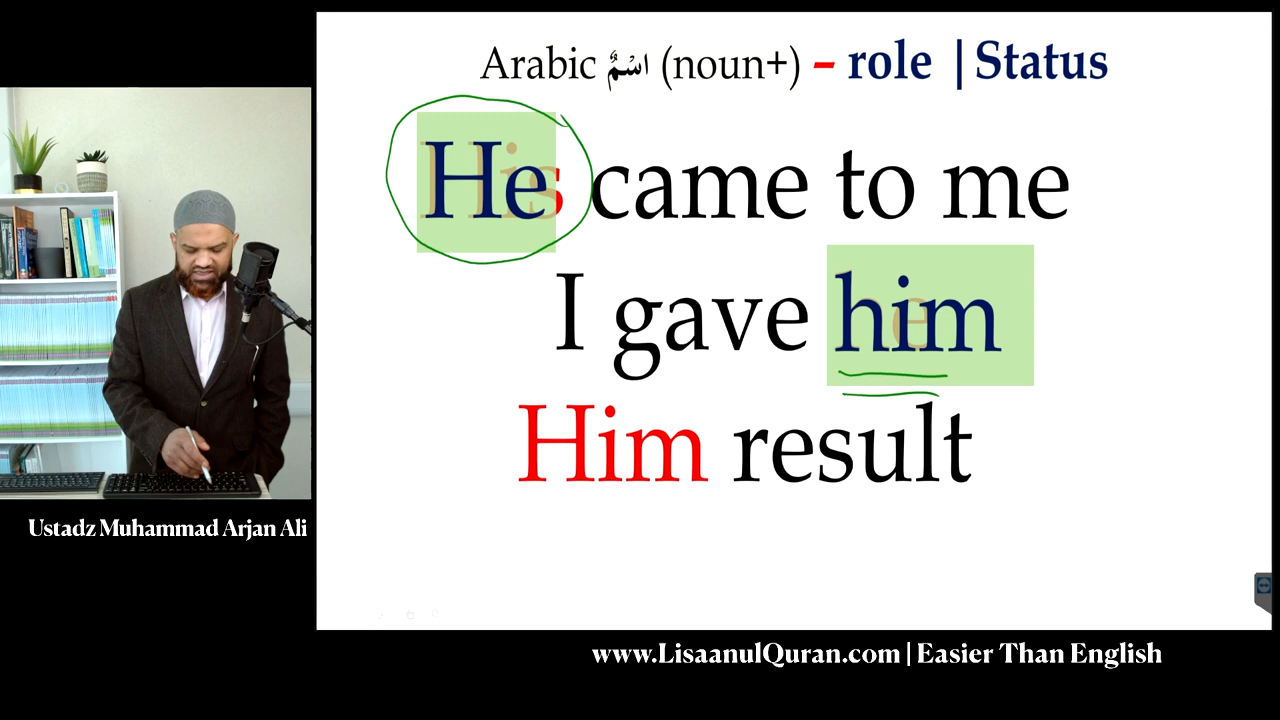 Arabic اسْمٌ (noun+) – role | Status
He came to me
I gave him
Him result
Ustadz Muhammad Arjan Ali
www.LisaanulQuran.com | Easier Than English